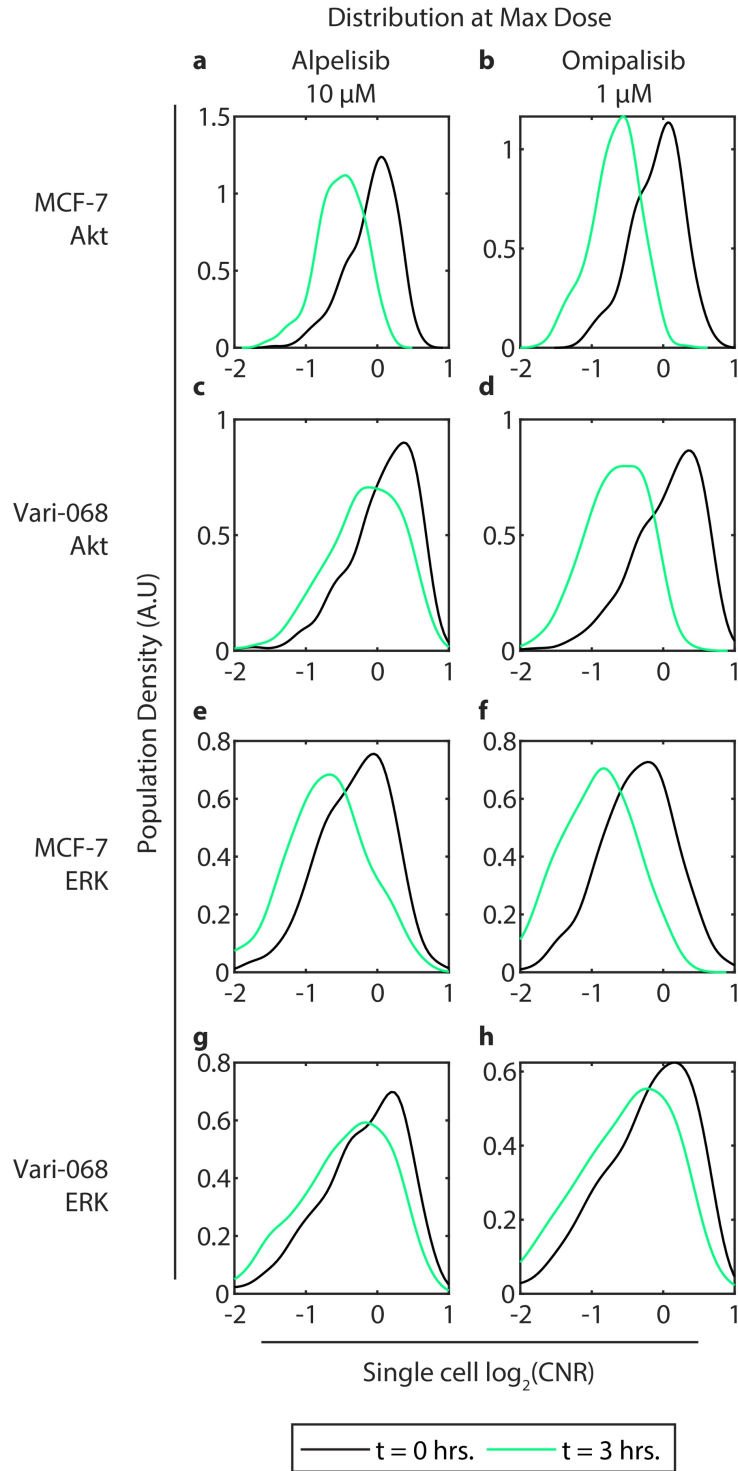 Distribution at Max Dose
a Alpelisib 10 μM
b Omipalisib 1 μM
MCF-7 Akt
1.5
1
0.5
0
-2 -1 0 1
1
0.5
0
-2 -1 0 1
c
d
Vari-068 Akt
1
0.5
0
-2 -1 0 1
1
0.5
0
-2 -1 0 1
Population Density (A.U)
e
f
MCF-7 ERK
0.8
0.6
0.4
0.2
0
-2 -1 0 1
0.8
0.6
0.4
0.2
0
-2 -1 0 1
g
h
Vari-068 ERK
0.8
0.6
0.4
0.2
0
-2 -1 0 1
0.6
0.4
0.2
0
-2 -1 0 1
Single cell log2(CNR)
t = 0 hrs. t = 3 hrs.